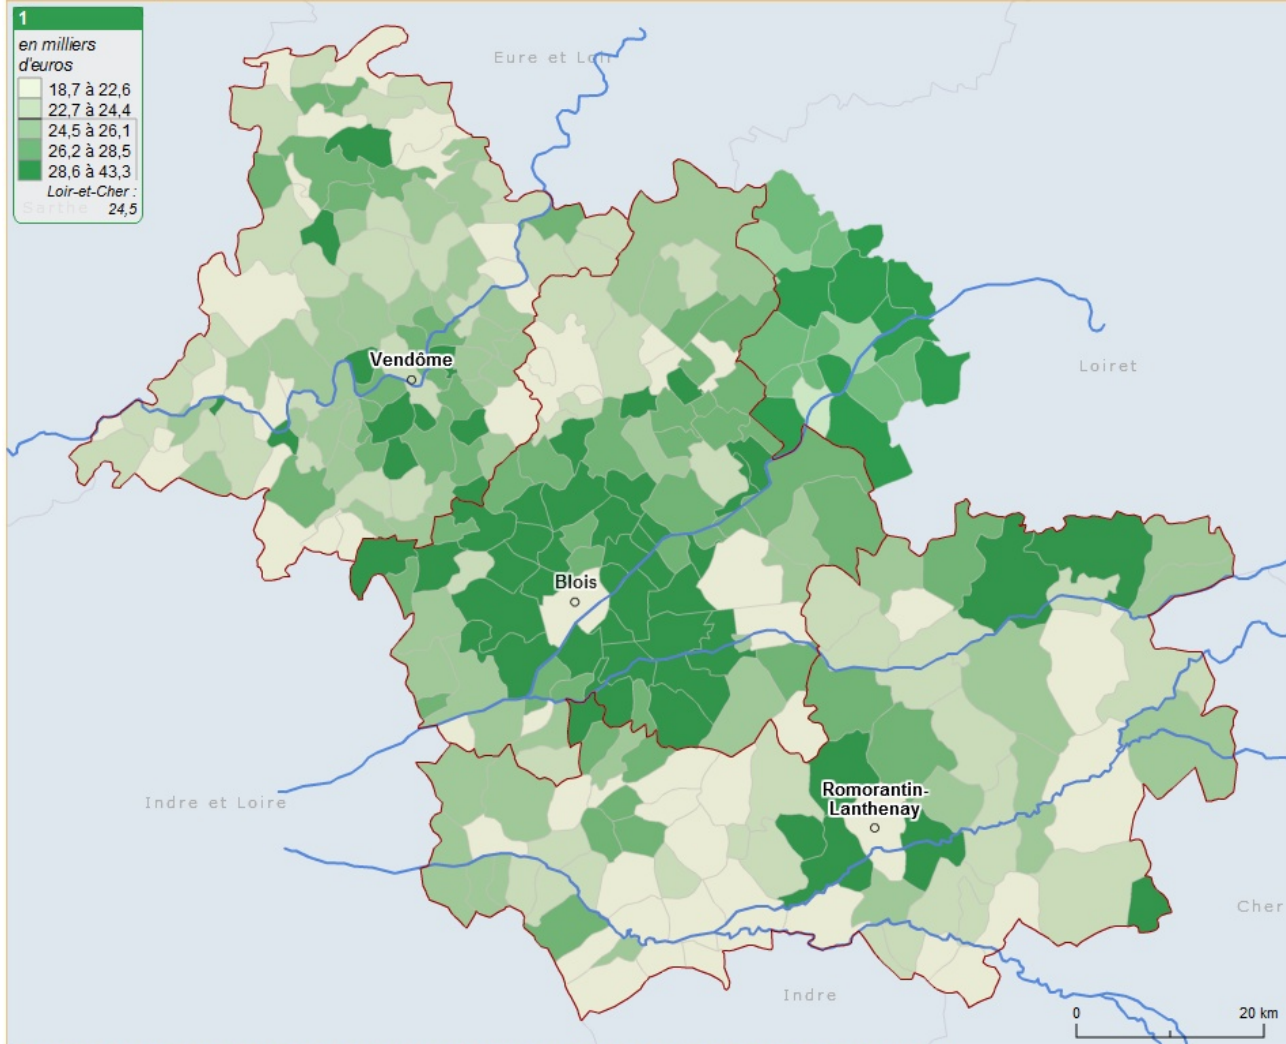 1
en milliers
d'euros
18,7 à 22,6
22,7 à 24,4
24,5 à 26,1
26,2 à 28,5
28,6 à 43,3
Loir-et-Cher :
24,5
Sarthe
Eure et Loir
Loiret
Vendôme
Blois
Romorantin-
Lanthenay
Indre et Loire
Cher
Indre
0 20 km